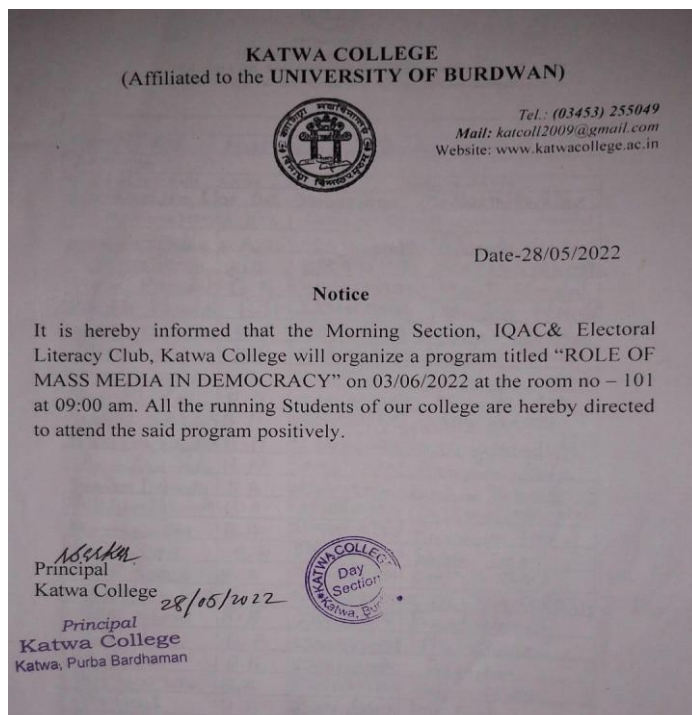 KATWA COLLEGE
(Affiliated to the UNIVERSITY OF BURDWAN)
Tel.: (03453) 255049
Mail: katcoll2009@gmail.com
Website: www.katwacollege.ac.in
Date-28/05/2022
Notice
It is hereby informed that the Morning Section, IQAC& Electoral
Literacy Club, Katwa College will organize a program titled “ROLE OF
MASS MEDIA IN DEMOCRACY” on 03/06/2022 at the room no – 101
at 09:00 am. All the running Students of our college are hereby directed
to attend the said program positively.
Principal
Katwa College
28/05/2022
Principal
Katwa College
Katwa, Purba Bardhaman
KATWA COLLEGE
Day
Section
Katwa,